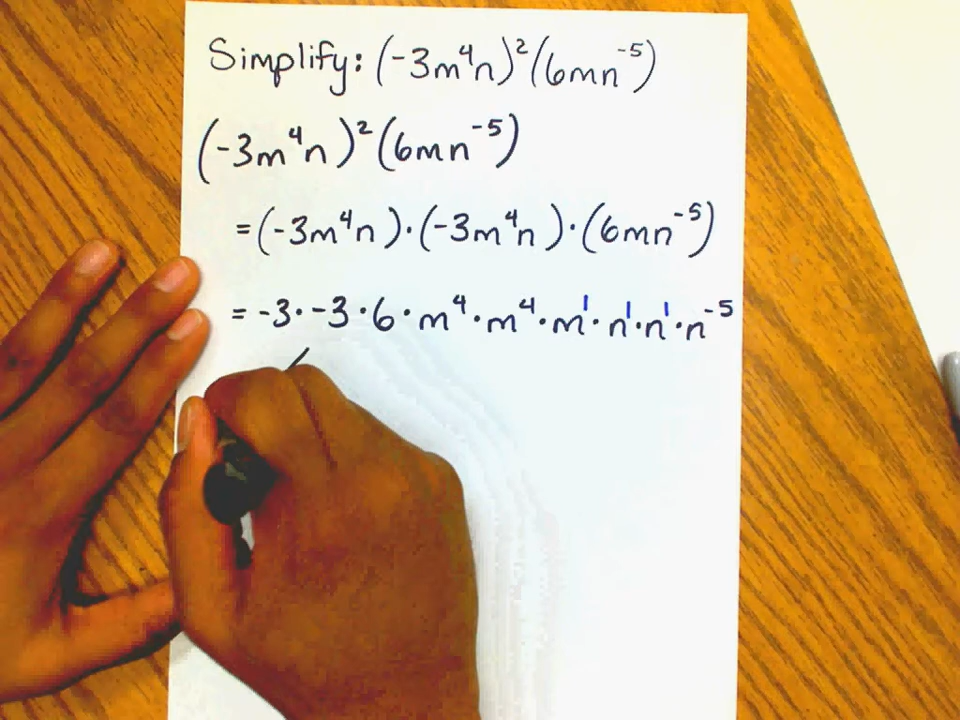 Simplify: (-3m⁴n)²(6mn⁻⁵)
(-3m⁴n)²(6mn⁻⁵)
=(-3m⁴n)·(-3m⁴n)·(6mn⁻⁵)
= -3·-3·6·m⁴·m⁴·m¹·n¹·n¹·n⁻⁵